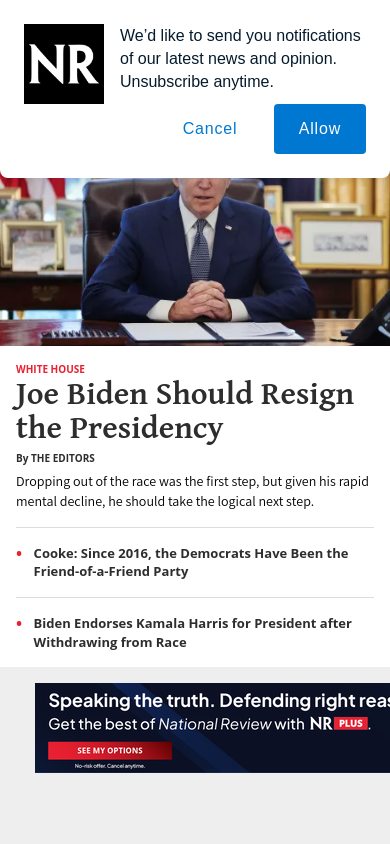 NR
We’d like to send you notifications
of our latest news and opinion.
Unsubscribe anytime.
Cancel
Allow
WHITE HOUSE
Joe Biden Should Resign
the Presidency
By THE EDITORS
Dropping out of the race was the first step, but given his rapid
mental decline, he should take the logical next step.
• Cooke: Since 2016, the Democrats Have Been the
Friend-of-a-Friend Party
• Biden Endorses Kamala Harris for President after
Withdrawing from Race
Speaking the truth. Defending right reas
Get the best of National Review with NR PLUS.
SEE MY OPTIONS
No-risk offer. Cancel anytime.